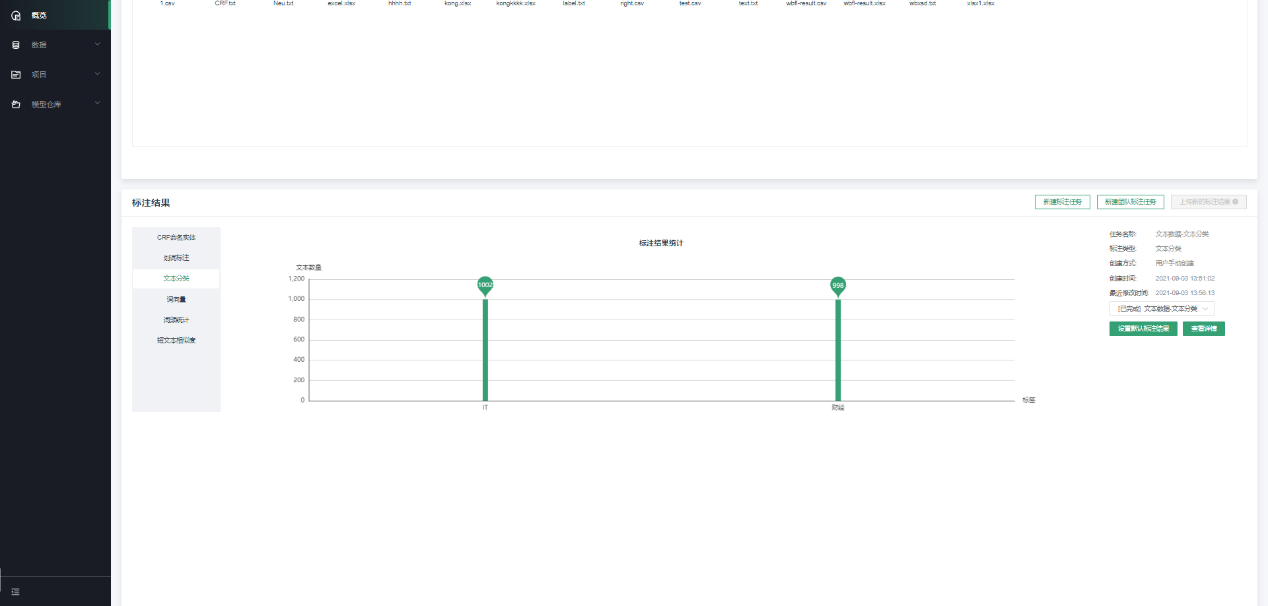 概览
数据
项目
模型仓库
1.csv CRF.txt Neu.txt excel.xlsx hhhh.txt kong.xlsx kongkkkk.xlsx label.txt right.csv test.csv text.txt wbfl-result.csv wbfl-result.xlsx wbxsd.txt xlsx1.xlsx
标注结果
新建标注任务 新建团队标注任务 上传新的标注结果
CRF命名实体
划词标注
文本分类
词向量
词频统计
短文本相似度
标注结果统计
文本数量
1,200
1,000
800
600
400
200
0
1002
998
IT
财经
标签
任务名称: 文本数据-文本分类
标注类型: 文本分类
创建方式: 用户手动创建
创建时间: 2021-09-03 13:51:02
最近修改时间: 2021-09-03 13:56:13
[已完成] 文本数据-文本分类
设置默认标注结果 查看详情